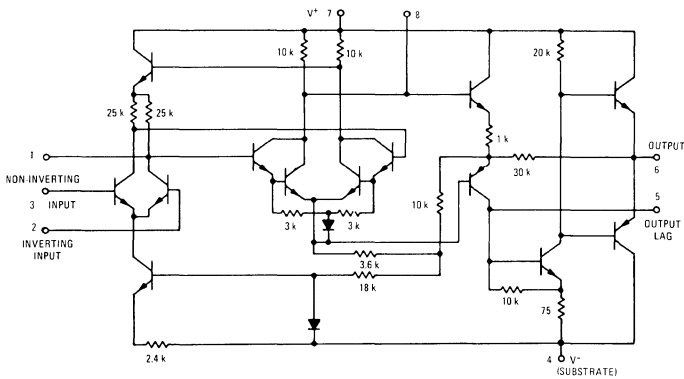 V⁺ 7
8
10 k
10 k
20 k
25 k
25 k
1 k
1
OUTPUT
6
30 k
NON-INVERTING
3 INPUT
5
10 k
OUTPUT
LAG
3 k
3 k
2
INVERTING
INPUT
3.6 k
18 k
10 k
75
2.4 k
4 V⁻
(SUBSTRATE)